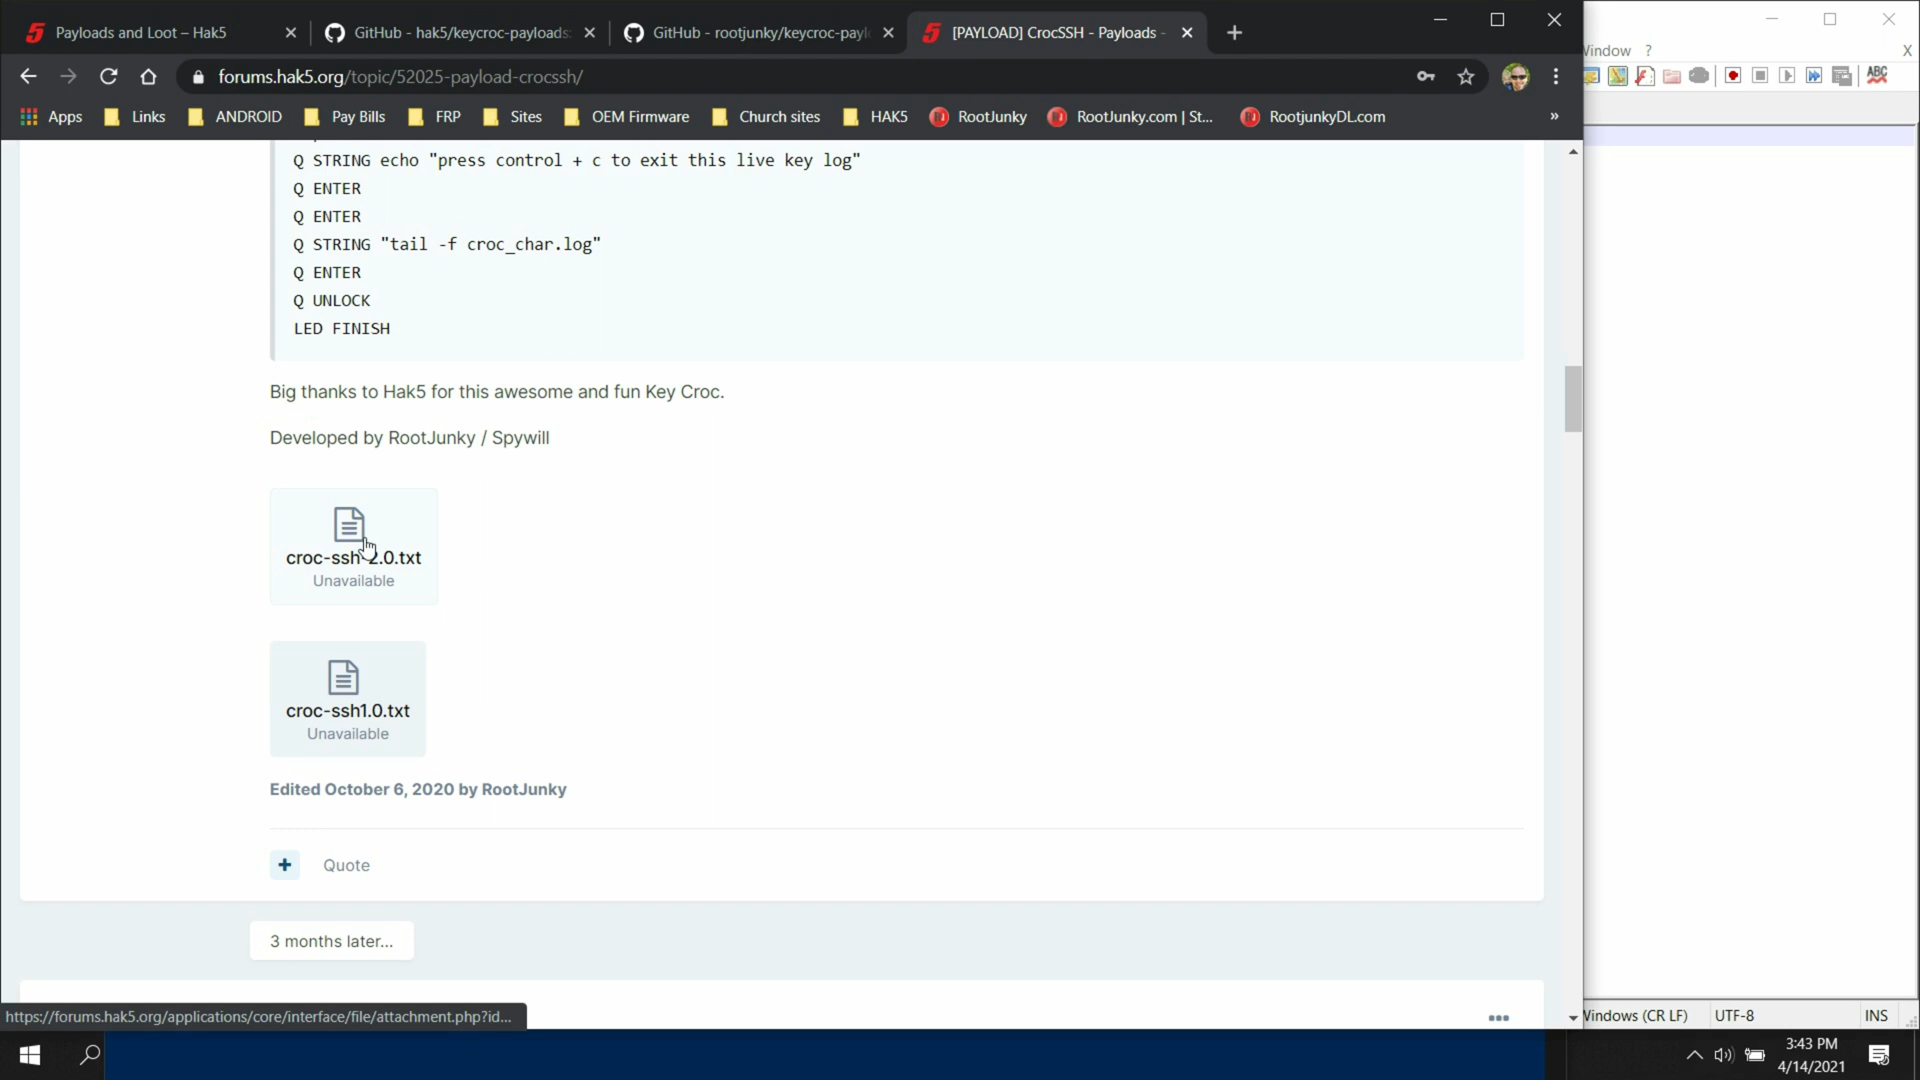 Payloads and Loot – Hak5
GitHub - hak5/keycroc-payloads:
GitHub - rootjunky/keycroc-payl
[PAYLOAD] CrocSSH - Payloads -
forums.hak5.org/topic/52025-payload-crocssh/
Window ?
X
Apps
Links
ANDROID
Pay Bills
FRP
Sites
OEM Firmware
Church sites
HAK5
RootJunky
RootJunky.com | St...
RootjunkyDL.com
»
ABC
Q STRING echo "press control + c to exit this live key log"
Q ENTER
Q ENTER
Q STRING "tail -f croc_char.log"
Q ENTER
Q UNLOCK
LED FINISH
Big thanks to Hak5 for this awesome and fun Key Croc.
Developed by RootJunky / Spywill
croc-ssh-2.0.txt
Unavailable
croc-ssh1.0.txt
Unavailable
Edited October 6, 2020 by RootJunky
+ Quote
3 months later...
https://forums.hak5.org/applications/core/interface/file/attachment.php?id...
Windows (CR LF)
UTF-8
INS
3:43 PM
4/14/2021